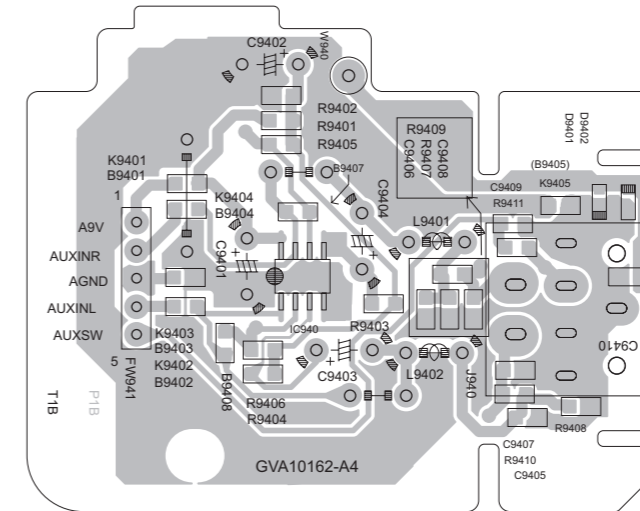 C9402
W940
R9402
R9401
R9405
R9409
R9407
C9406
C9408
D9402
D9401
K9401
B9401
B9407
(B9405)
1
K9404
B9404
C9404
C9409
K9405
R9411
A9V
L9401
AUXINR
C9401
AGND
AUXINL
IC940
R9403
AUXSW
K9403
B9403
C9410
5
FW941
K9402
B9402
B9408
C9403
L9402
J940
T1B
P1B
R9406
R9404
R9408
C9407
R9410
C9405
GVA10162-A4